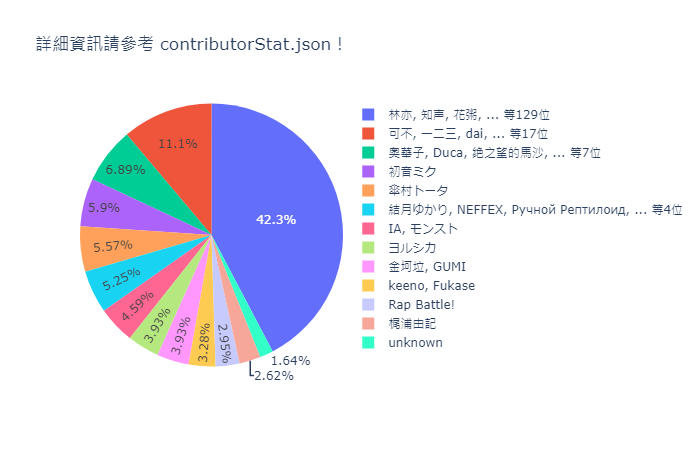 詳細資訊請參考 contributorStat.json！
林亦, 知声, 花粥, ... 等129位
可不, 一二三, dai, ... 等17位
奧華子, Duca, 绝之望的馬沙, ... 等7位
初音ミク
傘村トータ
結月ゆかり, NEFFEX, Ручной Рептилоид, ... 等4位
IA, モンスト
ヨルシカ
金坷垃, GUMI
keeno, Fukase
Rap Battle!
梶浦由記
unknown
11.1%
6.89%
5.9%
5.57%
5.25%
4.59%
3.93%
3.93%
3.28%
2.95%
2.62%
1.64%
42.3%